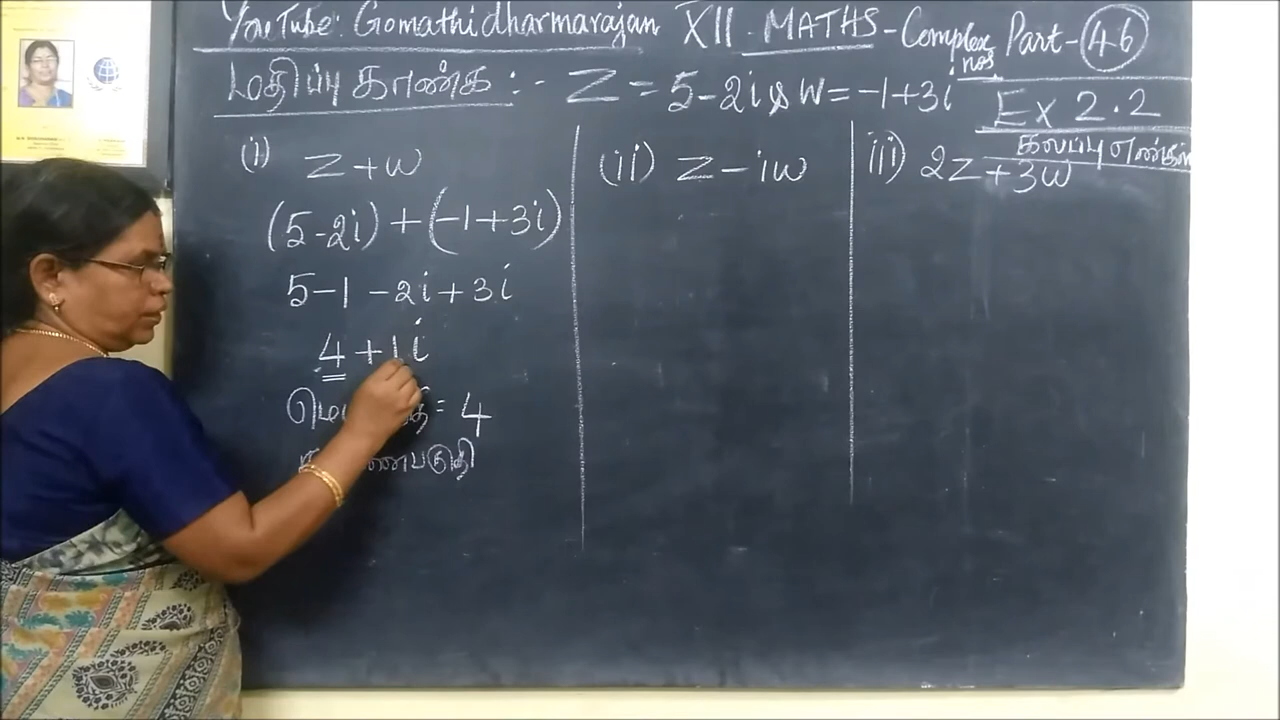 YouTube: Gomathidharmarajan XII - MATHS - Complex nos Part - 46
மதிப்பு காண்க :- Z = 5-2i & W = -1+3i
Ex 2.2
கலப்பு எண்கள்
(i) Z+W
(5-2i) + (-1+3i)
5-1 -2i+3i
4 +1i
= 4
(ii) Z-iW
iii) 2Z+3W